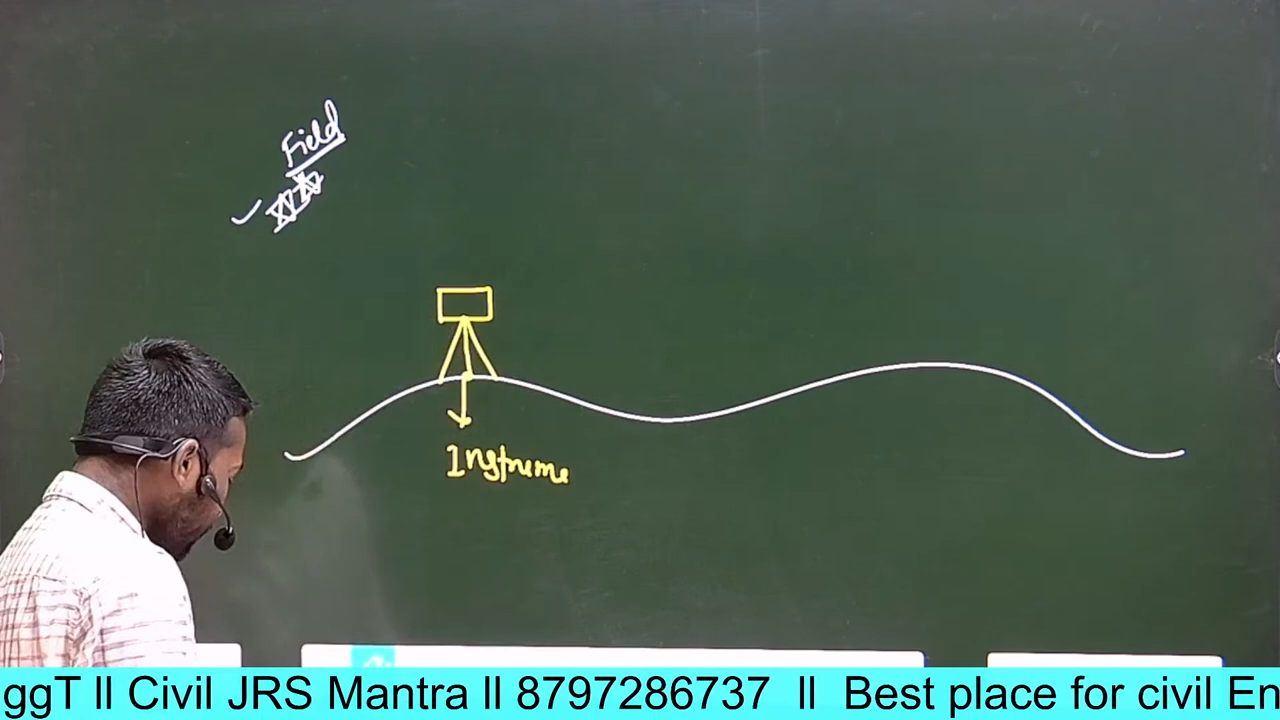 Field
Instrume
ggT ll Civil JRS Mantra ll 8797286737 ll Best place for civil En